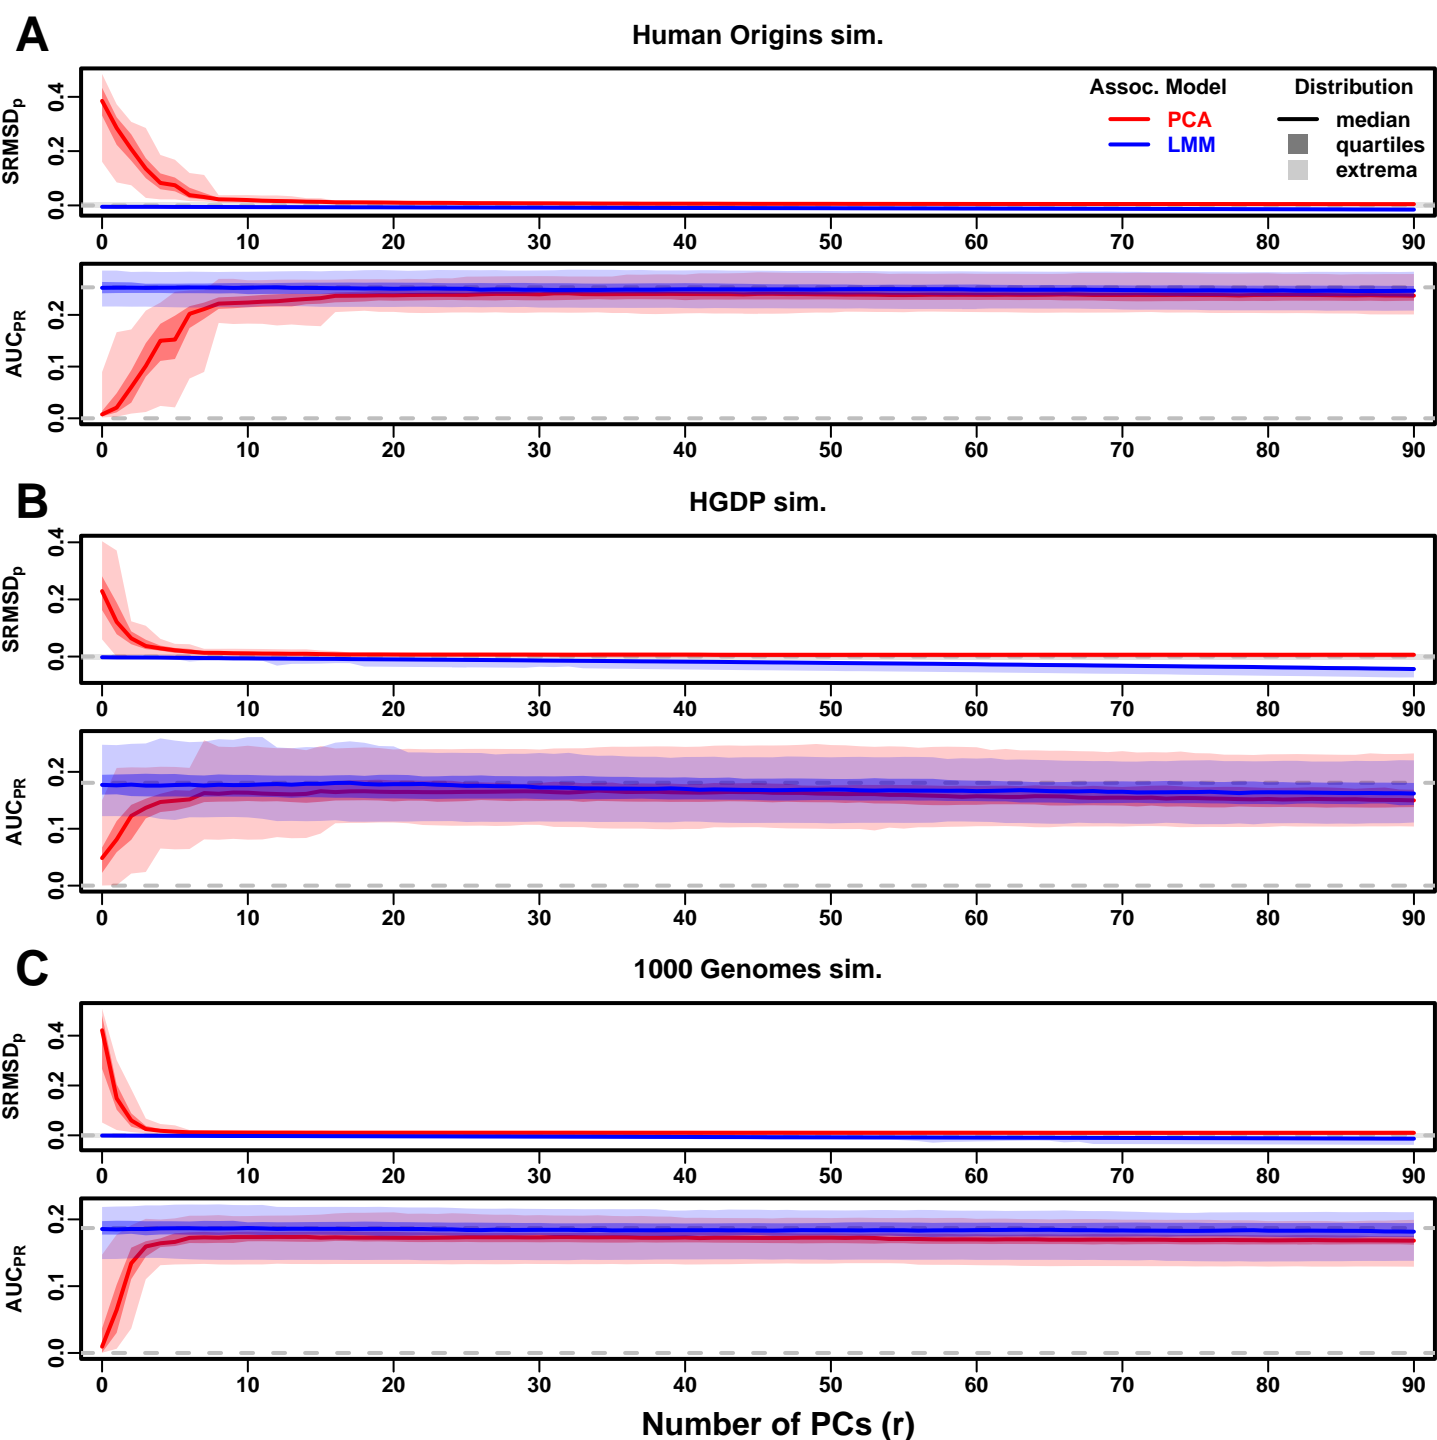 A
Human Origins sim.
SRMSDp
0.0 0.2 0.4
Assoc. Model
PCA
LMM
Distribution
median
quartiles
extrema
0 10 20 30 40 50 60 70 80 90
AUCPR
0.0 0.1 0.2
0 10 20 30 40 50 60 70 80 90
B
HGDP sim.
SRMSDp
0.0 0.2 0.4
0 10 20 30 40 50 60 70 80 90
AUCPR
0.0 0.1 0.2
0 10 20 30 40 50 60 70 80 90
C
1000 Genomes sim.
SRMSDp
0.0 0.2 0.4
0 10 20 30 40 50 60 70 80 90
AUCPR
0.0 0.1 0.2
0 10 20 30 40 50 60 70 80 90
Number of PCs (r)